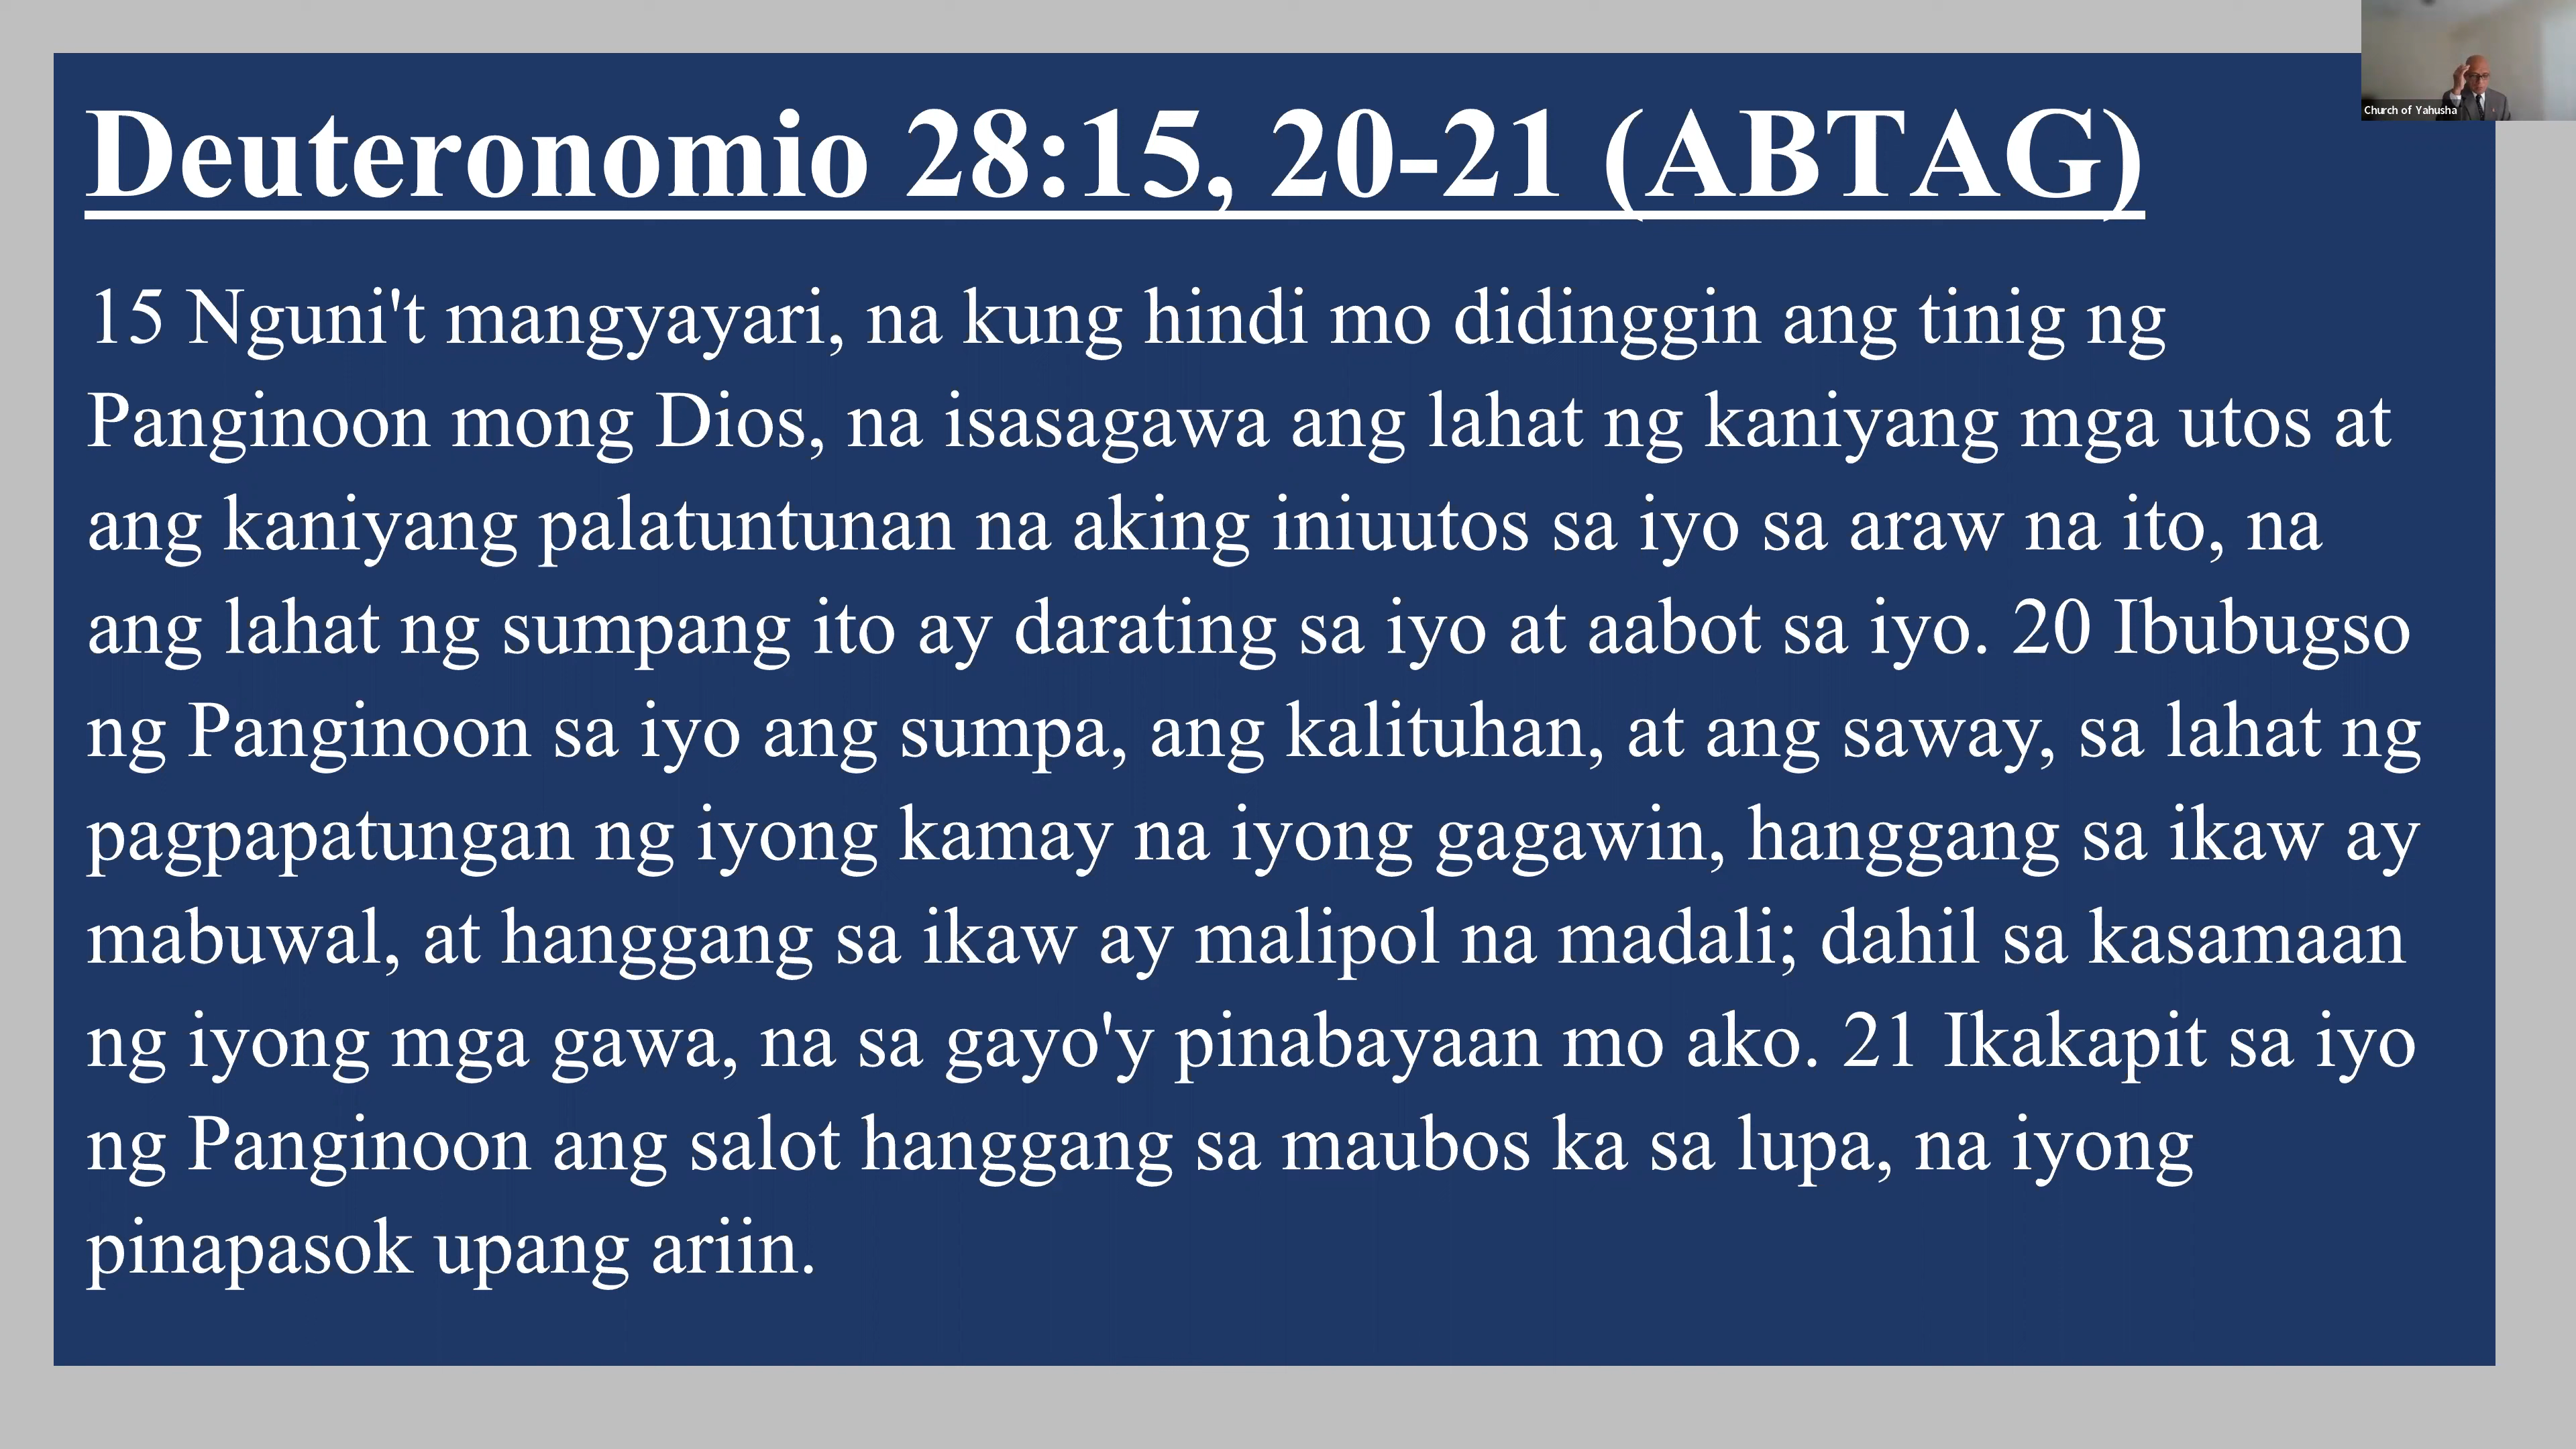 Deuteronomio 28:15, 20-21 (ABTAG)
Church of Yahusha
15 Nguni't mangyayari, na kung hindi mo didinggin ang tinig ng
Panginoon mong Dios, na isasagawa ang lahat ng kaniyang mga utos at
ang kaniyang palatuntunan na aking iniuutos sa iyo sa araw na ito, na
ang lahat ng sumpang ito ay darating sa iyo at aabot sa iyo. 20 Ibubugso
ng Panginoon sa iyo ang sumpa, ang kalituhan, at ang saway, sa lahat ng
pagpapatungan ng iyong kamay na iyong gagawin, hanggang sa ikaw ay
mabuwal, at hanggang sa ikaw ay malipol na madali; dahil sa kasamaan
ng iyong mga gawa, na sa gayo'y pinabayaan mo ako. 21 Ikakapit sa iyo
ng Panginoon ang salot hanggang sa maubos ka sa lupa, na iyong
pinapasok upang ariin.